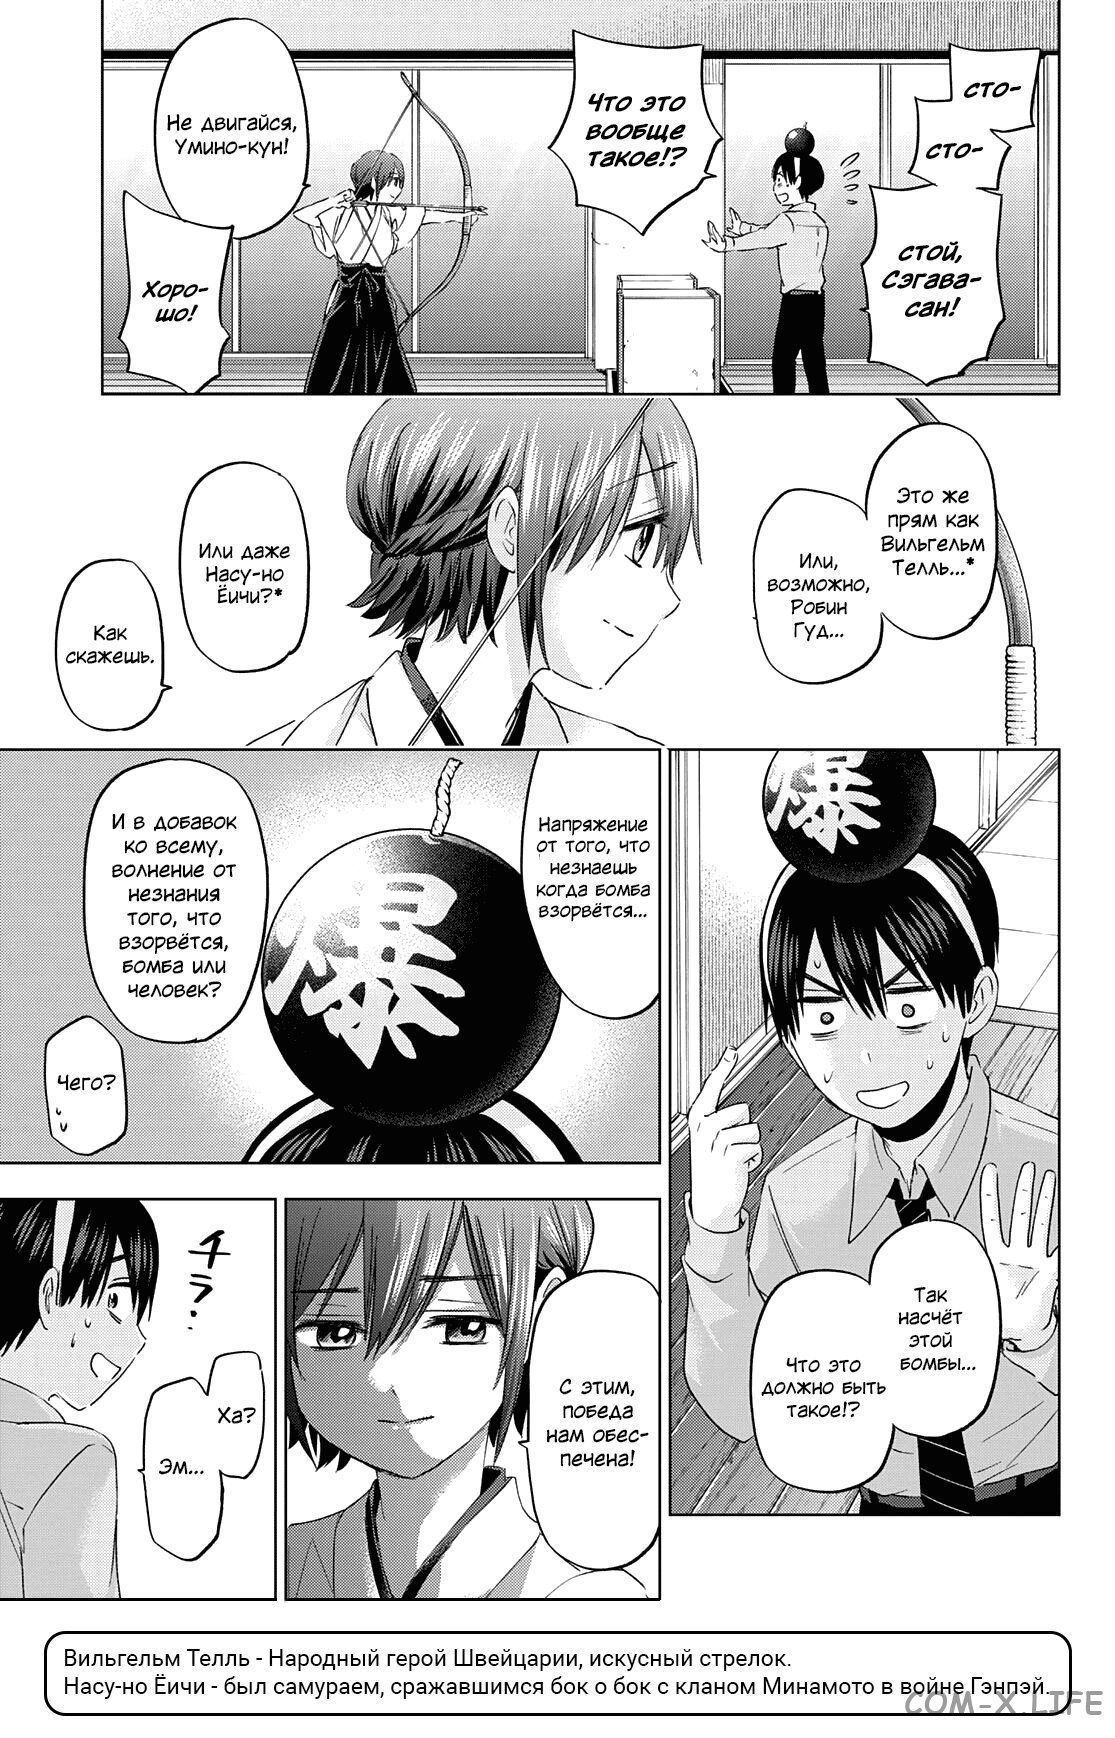 СТО-
СТО-
СТОЙ,
СЭГАВА-
САН!
ЧТО ЭТО
ВООБЩЕ
ТАКОЕ!?
НЕ ДВИГАЙСЯ,
УМИНО-КУН!
ХОРО-
ШО!
ЭТО ЖЕ
ПРЯМ КАК
ВИЛЬГЕЛЬМ
ТЕЛЛЬ...*
ИЛИ,
ВОЗМОЖНО,
РОБИН
ГУД...
ИЛИ ДАЖЕ
НАСУ-НО
ЁИЧИ?*
КАК
СКАЖЕШЬ.
爆
ТАК
НАСЧЁТ
ЭТОЙ
БОМБЫ...
ЧТО ЭТО
ДОЛЖНО БЫТЬ
ТАКОЕ!?
НАПРЯЖЕНИЕ
ОТ ТОГО, ЧТО
НЕЗНАЕШЬ
КОГДА БОМБА
ВЗОРВЁТСЯ...
爆
И В ДОБАВОК
КО ВСЕМУ,
ВОЛНЕНИЕ ОТ
НЕЗНАНИЯ
ТОГО, ЧТО
ВЗОРВЁТСЯ,
БОМБА ИЛИ
ЧЕЛОВЕК?
ЧЕГО?
С ЭТИМ,
ПОБЕДА
НАМ ОБЕС-
ПЕЧЕНА!
チラ
ХА?
ЭМ...
Вильгельм Телль - Народный герой Швейцарии, искусный стрелок.
Насу-но Ёичи - был самураем, сражавшимся бок о бок с кланом Минамото в войне Гэнпэй.
COM-X.LIFE